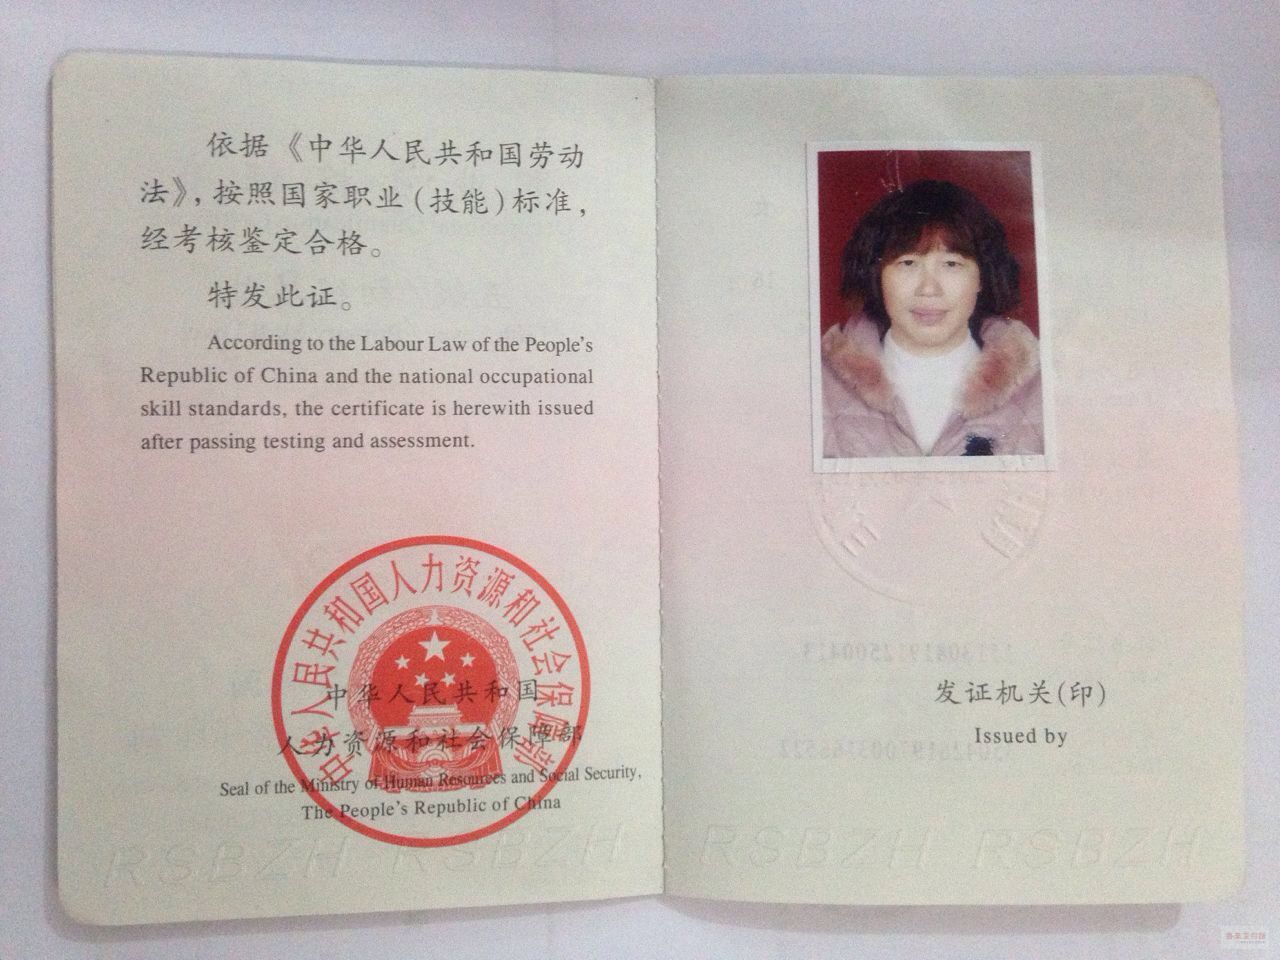 依据《中华人民共和国劳动
法》，按照国家职业（技能）标准，
经考核鉴定合格。
特发此证。
According to the Labour Law of the People's
Republic of China and the national occupational
skill standards, the certificate is herewith issued
after passing testing and assessment.
中华人民共和国人力资源和社会保障部
中华人民共和国
人力资源和社会保障部
Seal of the Ministry of Human Resources and Social Security,
The People's Republic of China
RSBZH RSBZH
发证机关(印)
Issued by
RSBZH RSBZH